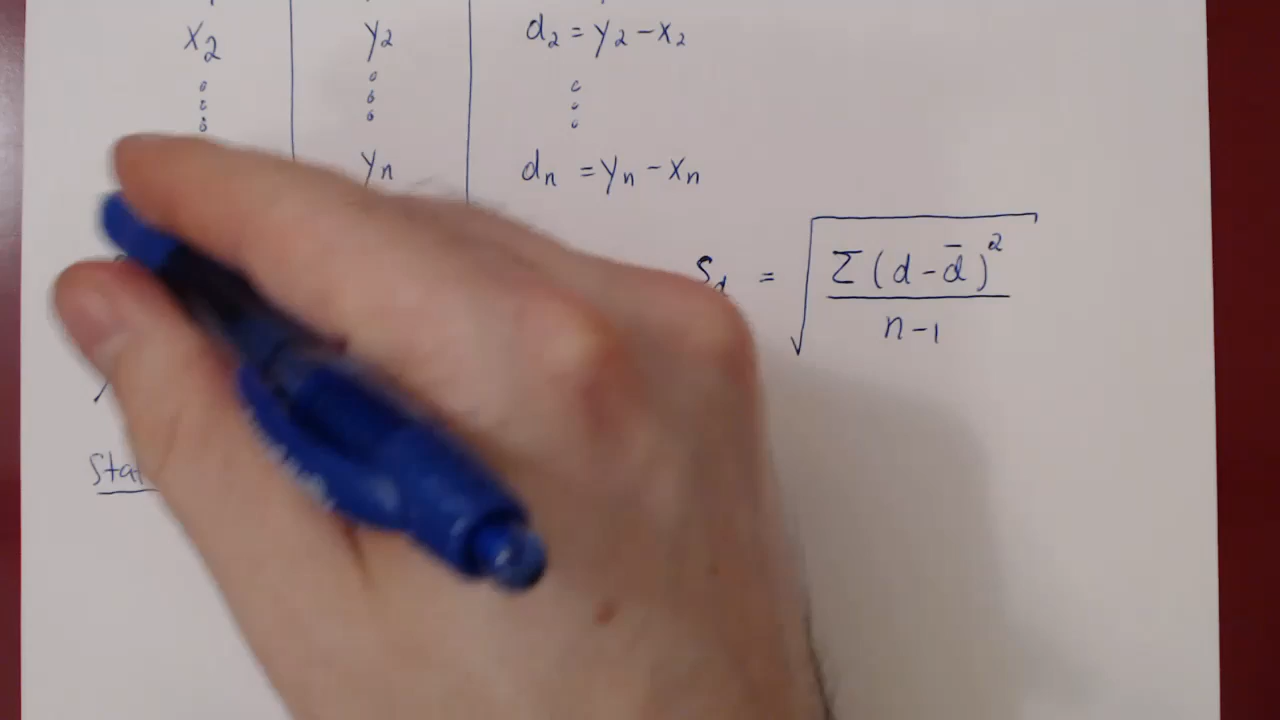 x₂ y₂ d₂ = y₂ - x₂
yₙ dₙ = yₙ - xₙ
S_d = √(Σ(d - d̄)² / (n - 1))